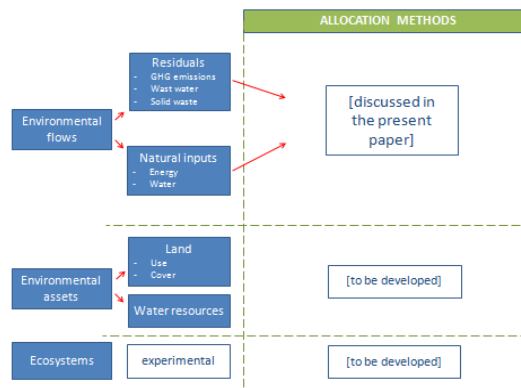 ALLOCATION METHODS
Residuals
- GHG emissions
- Wast water
- Solid waste
Environmental
flows
[discussed in
the present
paper]
Natural inputs
- Energy
- Water
Land
- Use
- Cover
Environmental
assets
[to be developed]
Water resources
Ecosystems
experimental
[to be developed]